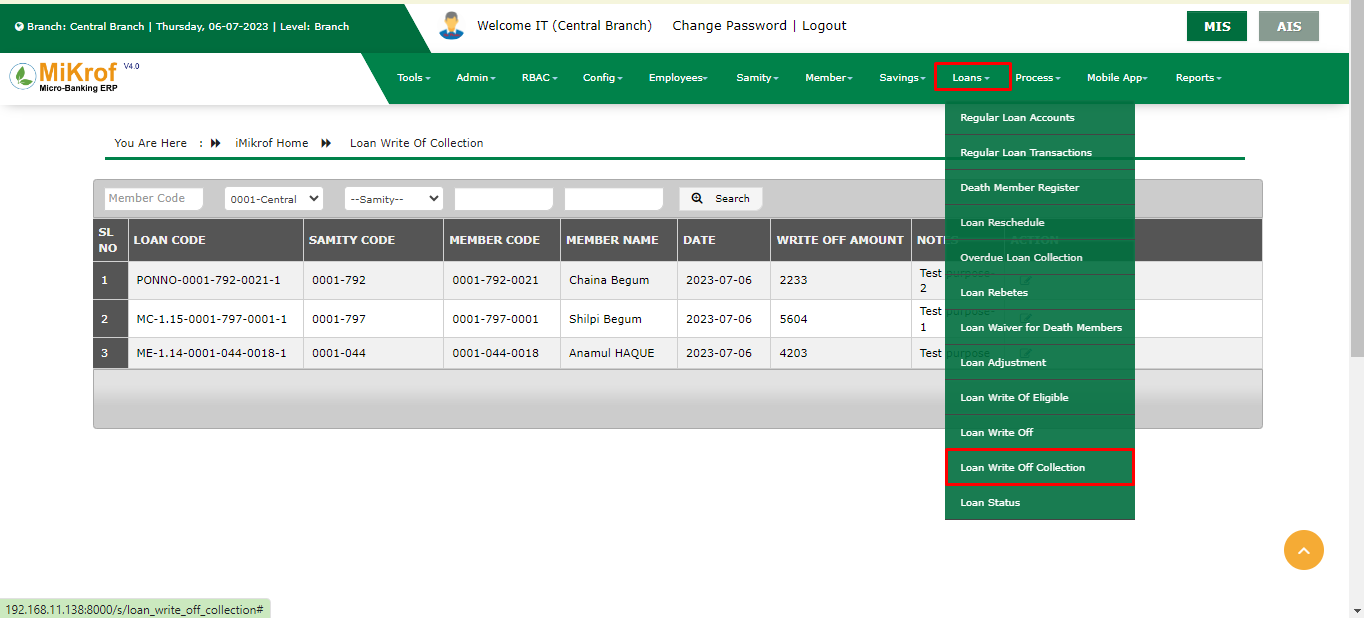 Branch: Central Branch | Thursday, 06-07-2023 | Level: Branch
Welcome IT (Central Branch) Change Password | Logout
MIS AIS
MiKrof V4.0
Micro-Banking ERP
Tools Admin RBAC Config Employees Samity Member Savings Loans Process Mobile App Reports
Regular Loan Accounts
Regular Loan Transactions
Death Member Register
Loan Reschedule
Overdue Loan Collection
Loan Rebetes
Loan Waiver for Death Members
Loan Adjustment
Loan Write Of Eligible
Loan Write Off
Loan Write Off Collection
Loan Status
You Are Here : iMikrof Home Loan Write Of Collection
Member Code 0001-Central --Samity-- Search
SL NO LOAN CODE SAMITY CODE MEMBER CODE MEMBER NAME DATE WRITE OFF AMOUNT NOTES ACTION
1 PONNO-0001-792-0021-1 0001-792 0001-792-0021 Chaina Begum 2023-07-06 2233 Test purpose-2
2 MC-1.15-0001-797-0001-1 0001-797 0001-797-0001 Shilpi Begum 2023-07-06 5604 Test purpose-1
3 ME-1.14-0001-044-0018-1 0001-044 0001-044-0018 Anamul HAQUE 2023-07-06 4203 Test purpose
192.168.11.138:8000/s/loan_write_off_collection#